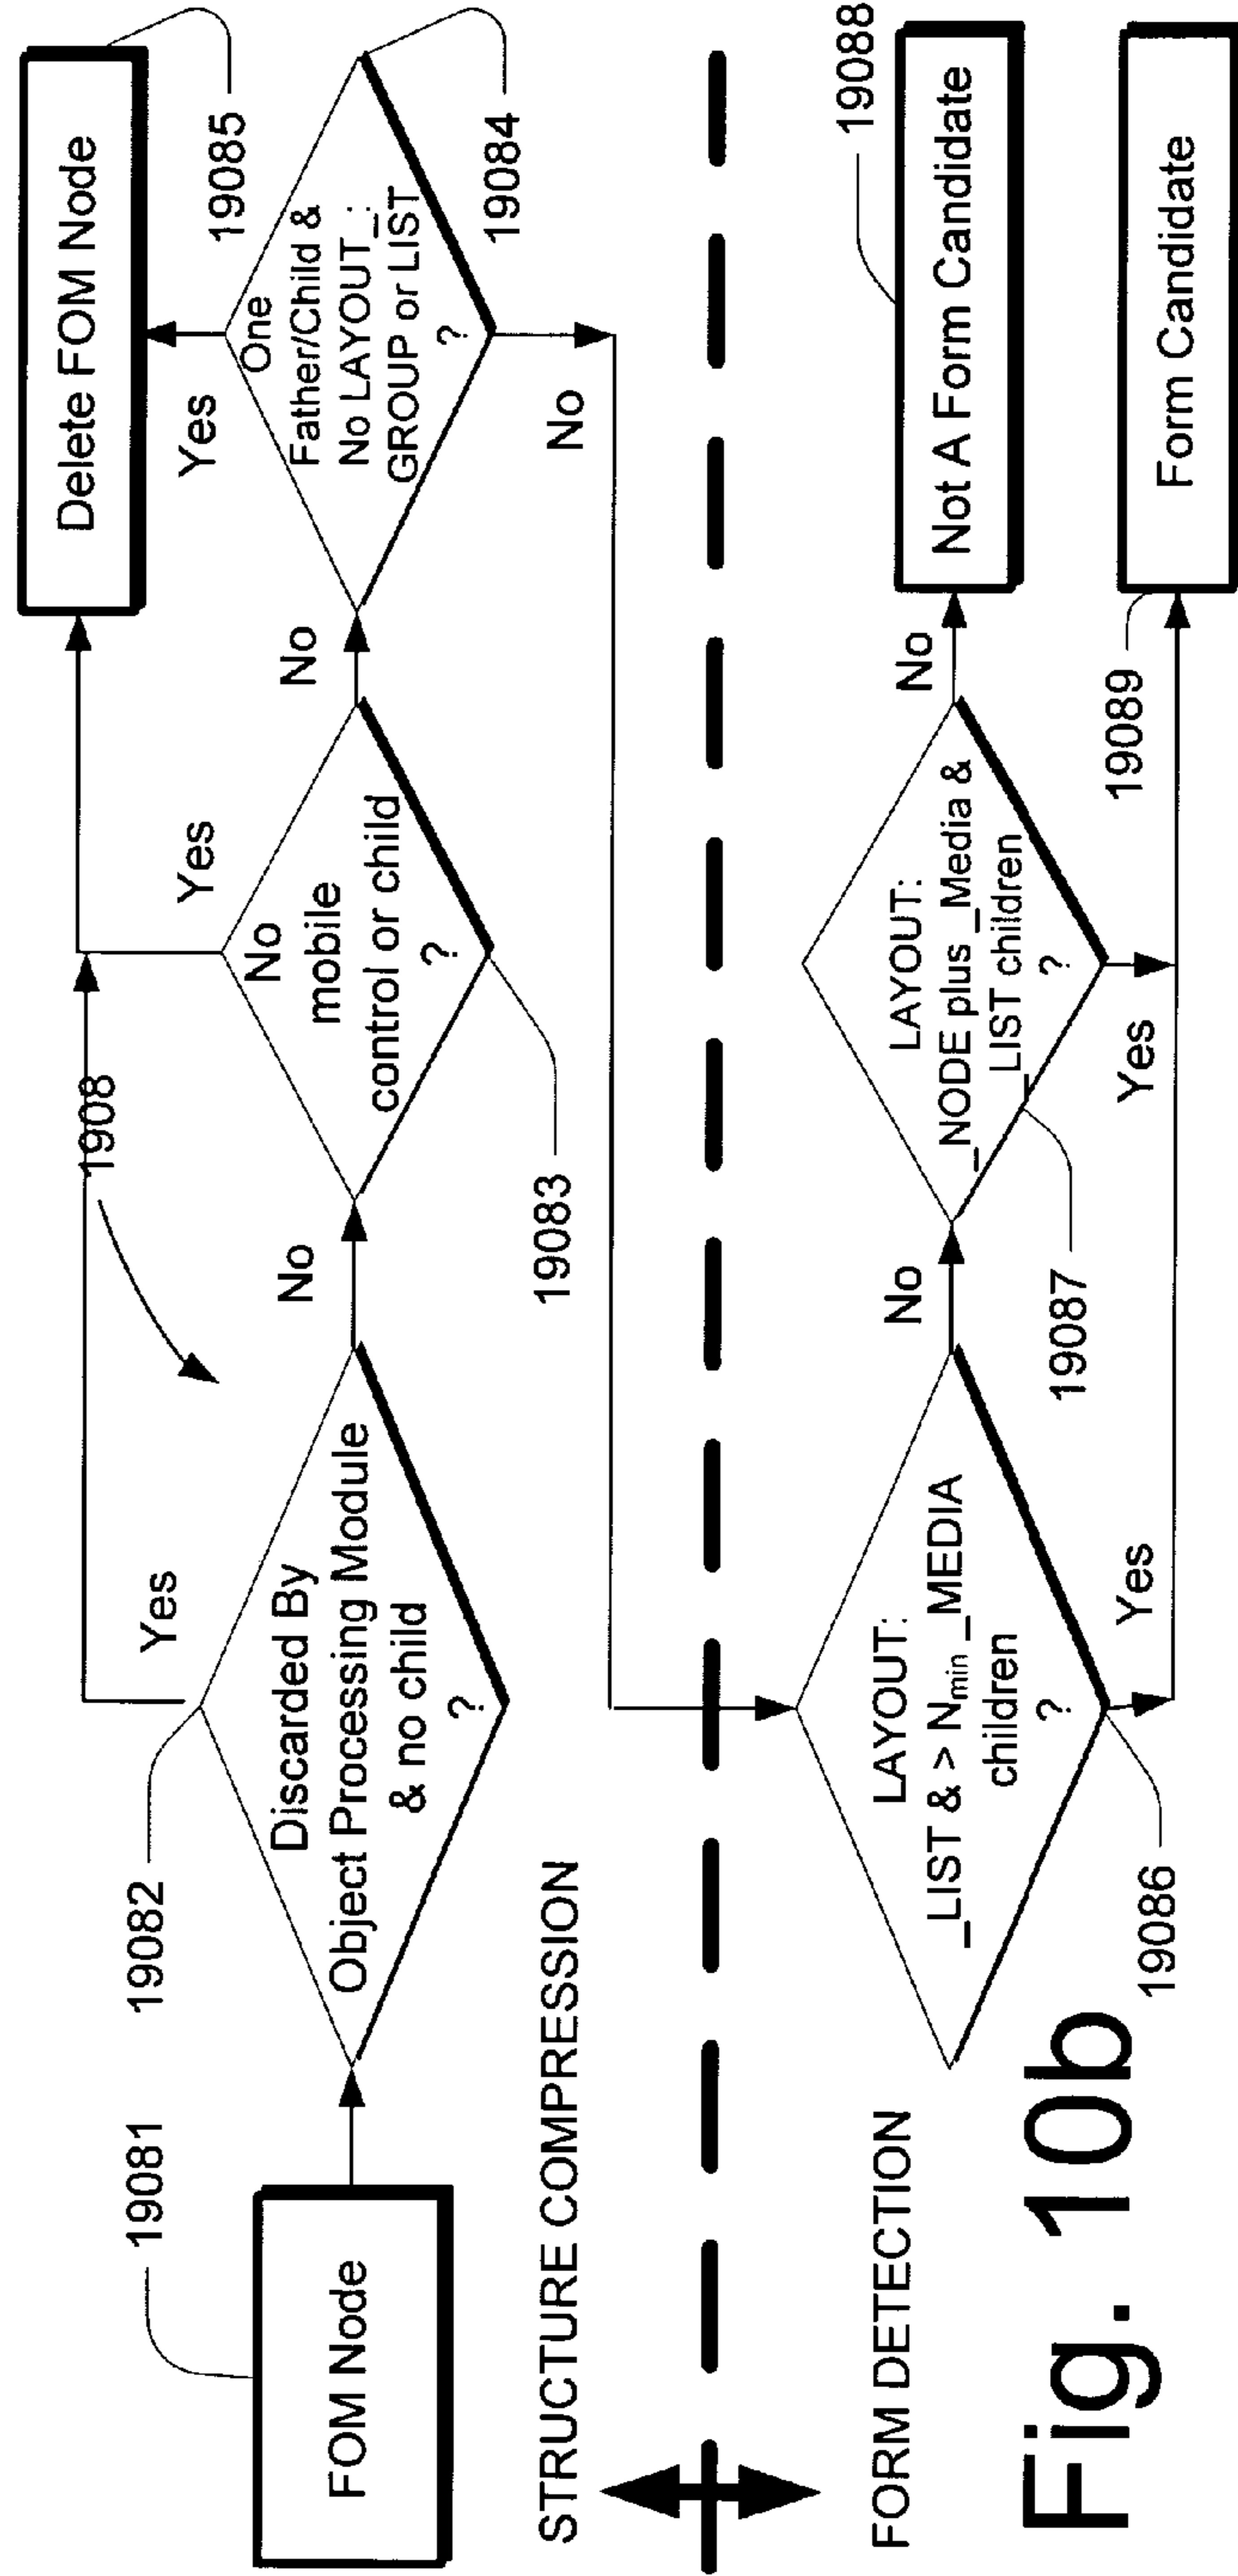 19081
FOM Node
19082
Yes
Discarded By
Object Processing Module
& no child
?
No
1908
Yes
No
mobile
control or child
?
19083
No
Yes
One
Father/Child &
No LAYOUT_:
GROUP or LIST
?
19084
No
Delete FOM Node
19085
STRUCTURE COMPRESSION
FORM DETECTION
LAYOUT:
_LIST & > Nmin _MEDIA
children
?
19086
Yes
No
LAYOUT:
_NODE plus _Media &
_LIST children
?
19087
Yes
No
Not A Form Candidate
19088
Form Candidate
19089
Fig. 10b